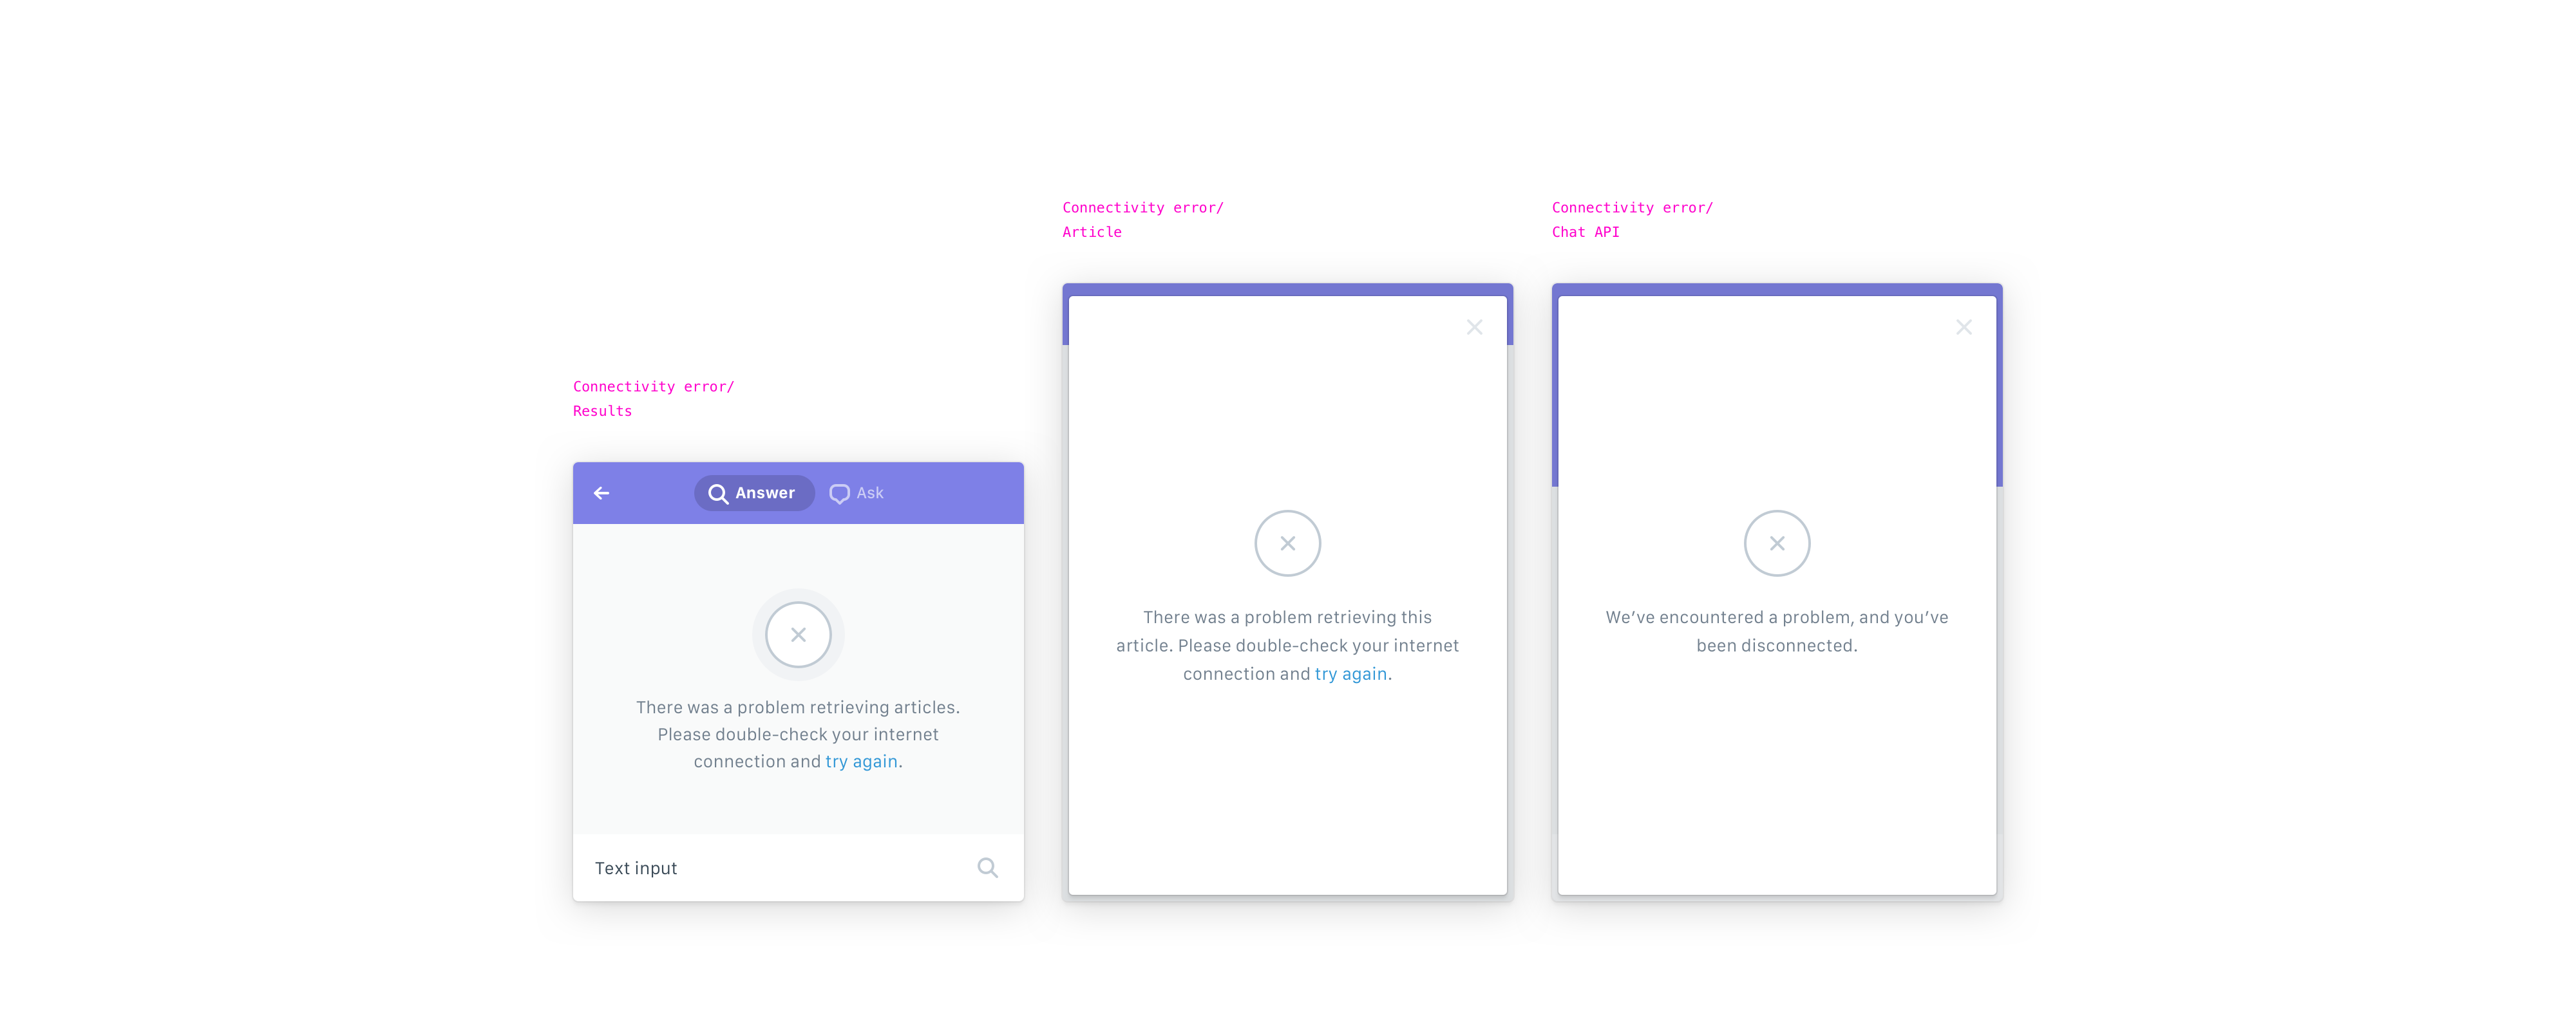 Connectivity error/
Results
Answer
Ask
There was a problem retrieving articles.
Please double-check your internet
connection and try again.
Text input
Connectivity error/
Article
There was a problem retrieving this
article. Please double-check your internet
connection and try again.
Connectivity error/
Chat API
We’ve encountered a problem, and you’ve
been disconnected.